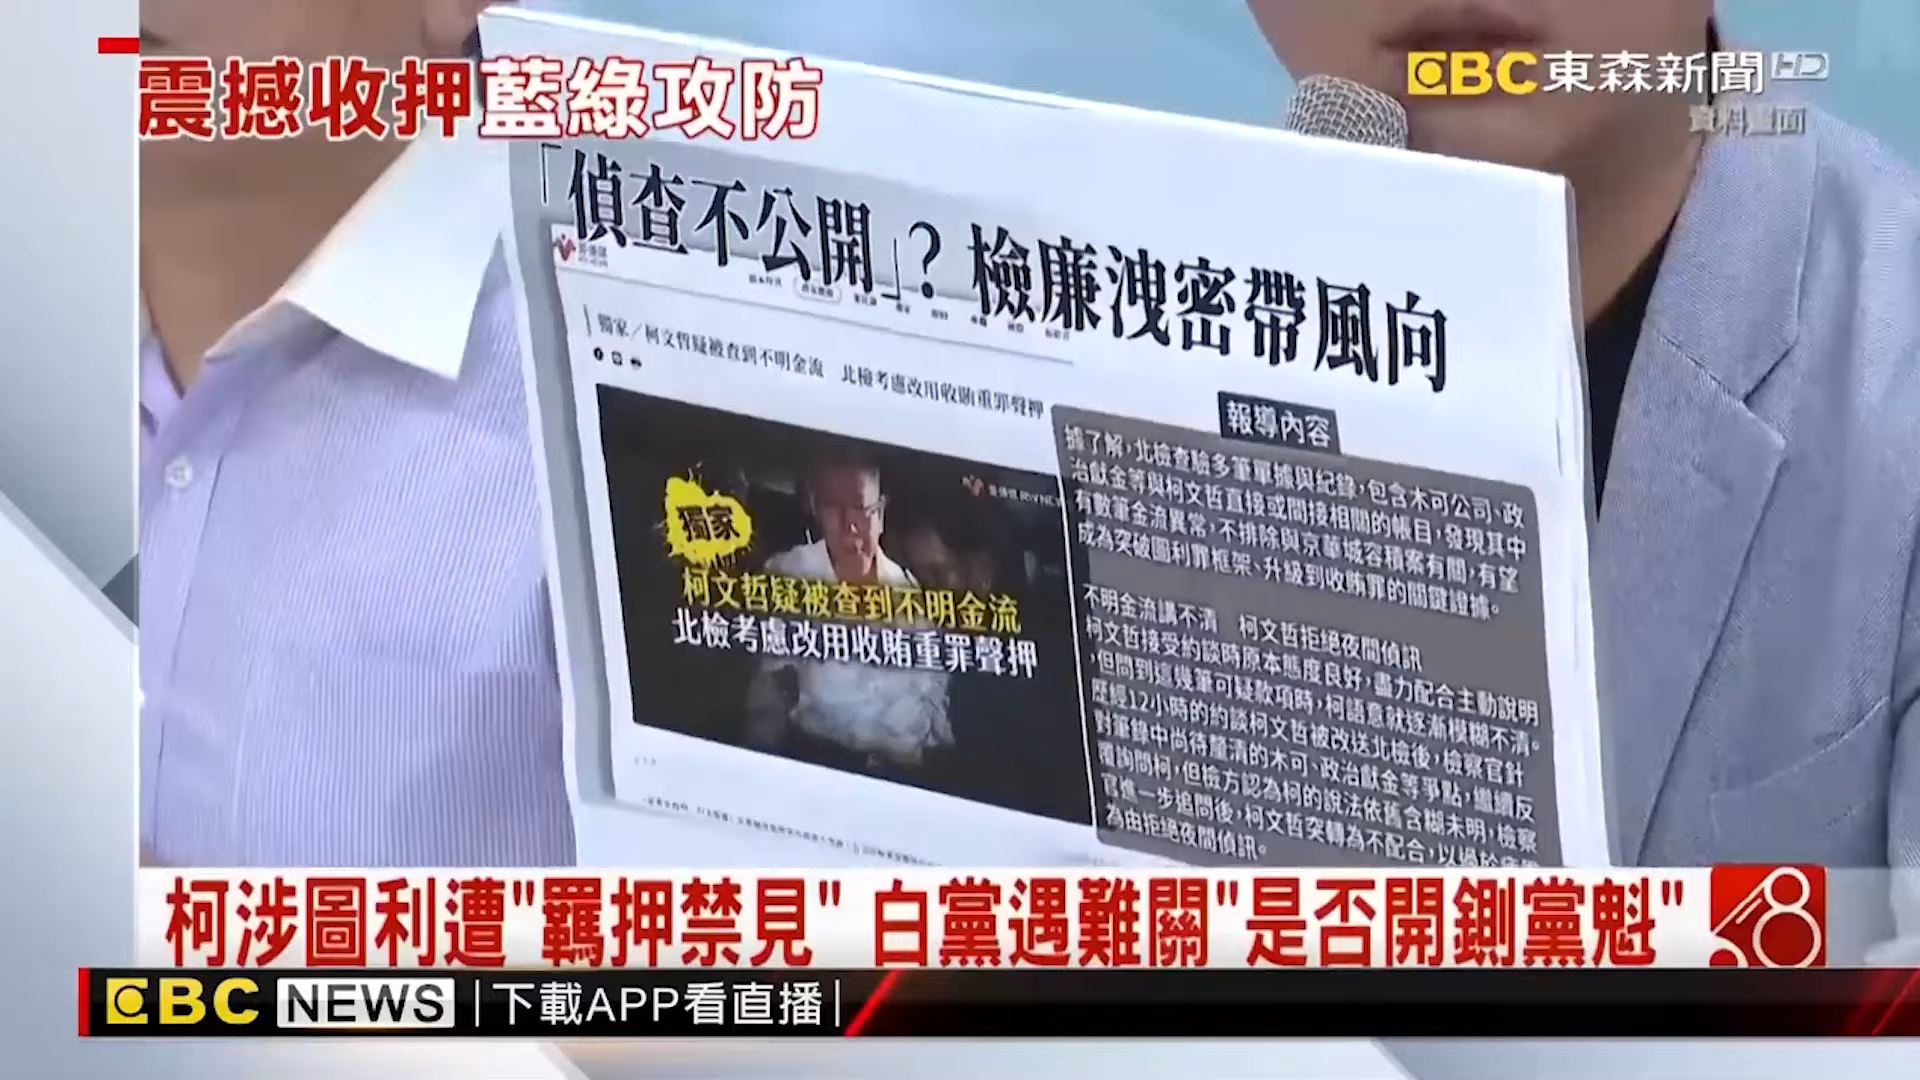 震撼收押藍綠攻防
EBC東森新聞HD
資料畫面
「偵查不公開」?檢廉洩密帶風向
獨家/柯文哲疑被查到不明金流 北檢考慮改用收賄重罪聲押
報導內容
據了解,北檢查驗多筆單據與紀錄,包含木可公司、政
治獻金等與柯文哲直接或間接相關的帳目,發現其中
有數筆金流異常,不排除與京華城容積案有關,有望
成為突破圖利罪框架、升級到收賄罪的關鍵證據。
不明金流講不清 柯文哲拒絕夜間偵訊
柯文哲接受約談時原本態度良好,盡力配合主動說明
,但問到這幾筆可疑款項時,柯語意就逐漸模糊不清。
歷經12小時的約談柯文哲被改送北檢後,檢察官針
對筆錄中尚待釐清的木可、政治獻金等爭點,繼續反
覆詢問柯,但檢方認為柯的說法依舊含糊未明,檢察
官進一步追問後,柯文哲突轉為不配合,以過於疲倦
為由拒絕夜間偵訊。
獨家
柯文哲疑被查到不明金流
北檢考慮改用收賄重罪聲押
柯涉圖利遭"羈押禁見" 白黨遇難關"是否開鍘黨魁"
EBC NEWS|下載APP看直播|